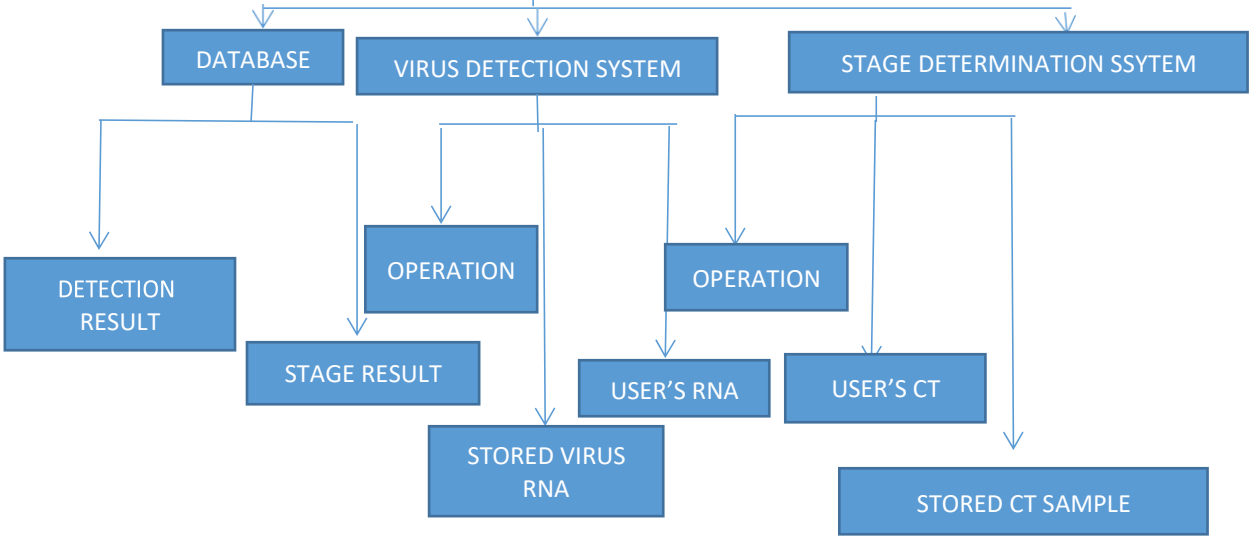 DATABASE
VIRUS DETECTION SYSTEM
STAGE DETERMINATION SSYTEM
DETECTION
RESULT
STAGE RESULT
OPERATION
STORED VIRUS
RNA
USER’S RNA
OPERATION
USER’S CT
STORED CT SAMPLE